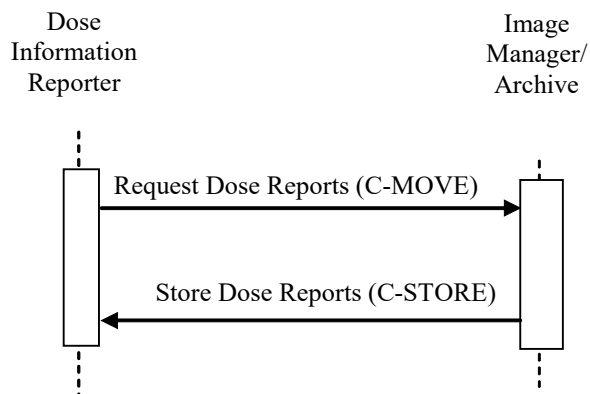 Dose
Information
Reporter
Image
Manager/
Archive
Request Dose Reports (C-MOVE)
Store Dose Reports (C-STORE)